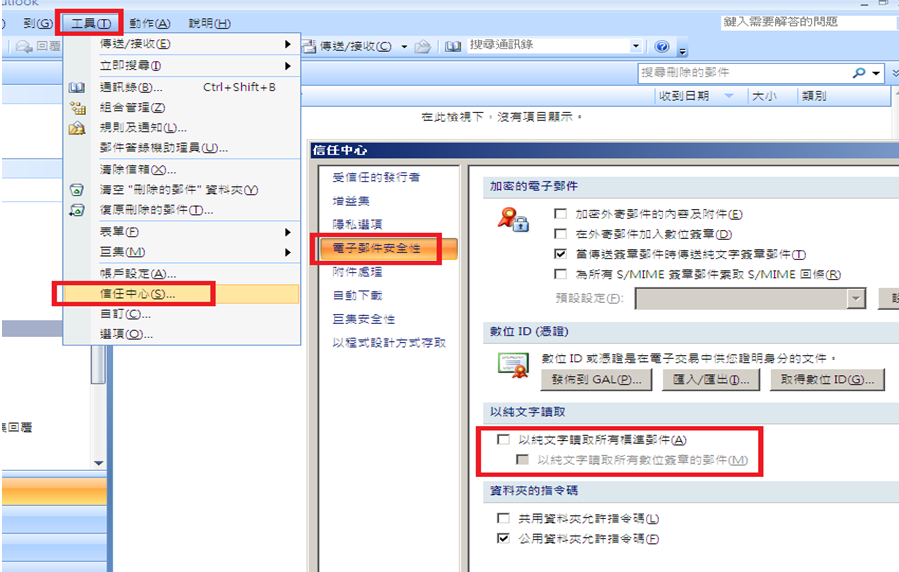 到(G)
工具(T)
動作(A)
說明(H)
鍵入需要解答的問題
回覆
傳送/接收(C)
搜尋通訊錄
傳送/接收(E)
立即搜尋(I)
通訊錄(B)... Ctrl+Shift+B
組合管理(Z)
規則及通知(L)...
郵件答錄機助理員(U)...
清除信箱(X)...
清空 "刪除的郵件" 資料夾(Y)
復原刪除的郵件(T)...
表單(F)
巨集(M)
帳戶設定(A)...
信任中心(S)...
自訂(C)...
選項(O)...
搜尋刪除的郵件
收到日期
大小
類別
在此檢視下，沒有項目顯示。
回覆
信任中心
受信任的發行者
增益集
隱私選項
電子郵件安全性
附件處理
自動下載
巨集安全性
以程式設計方式存取
加密的電子郵件
加密外寄郵件的內容及附件(E)
在外寄郵件加入數位簽章(D)
當傳送簽章郵件時傳送純文字簽章郵件(T)
為所有 S/MIME 簽章郵件索取 S/MIME 回條(R)
預設設定(F):
數位 ID (憑證)
數位 ID 或憑證是在電子交易中供您證明身分的文件。
發佈到 GAL(P)...
匯入/匯出(I)...
取得數位 ID(G)...
以純文字讀取
以純文字讀取所有標準郵件(A)
以純文字讀取所有數位簽章的郵件(M)
資料夾的指令碼
共用資料夾允許指令碼(L)
公用資料夾允許指令碼(F)